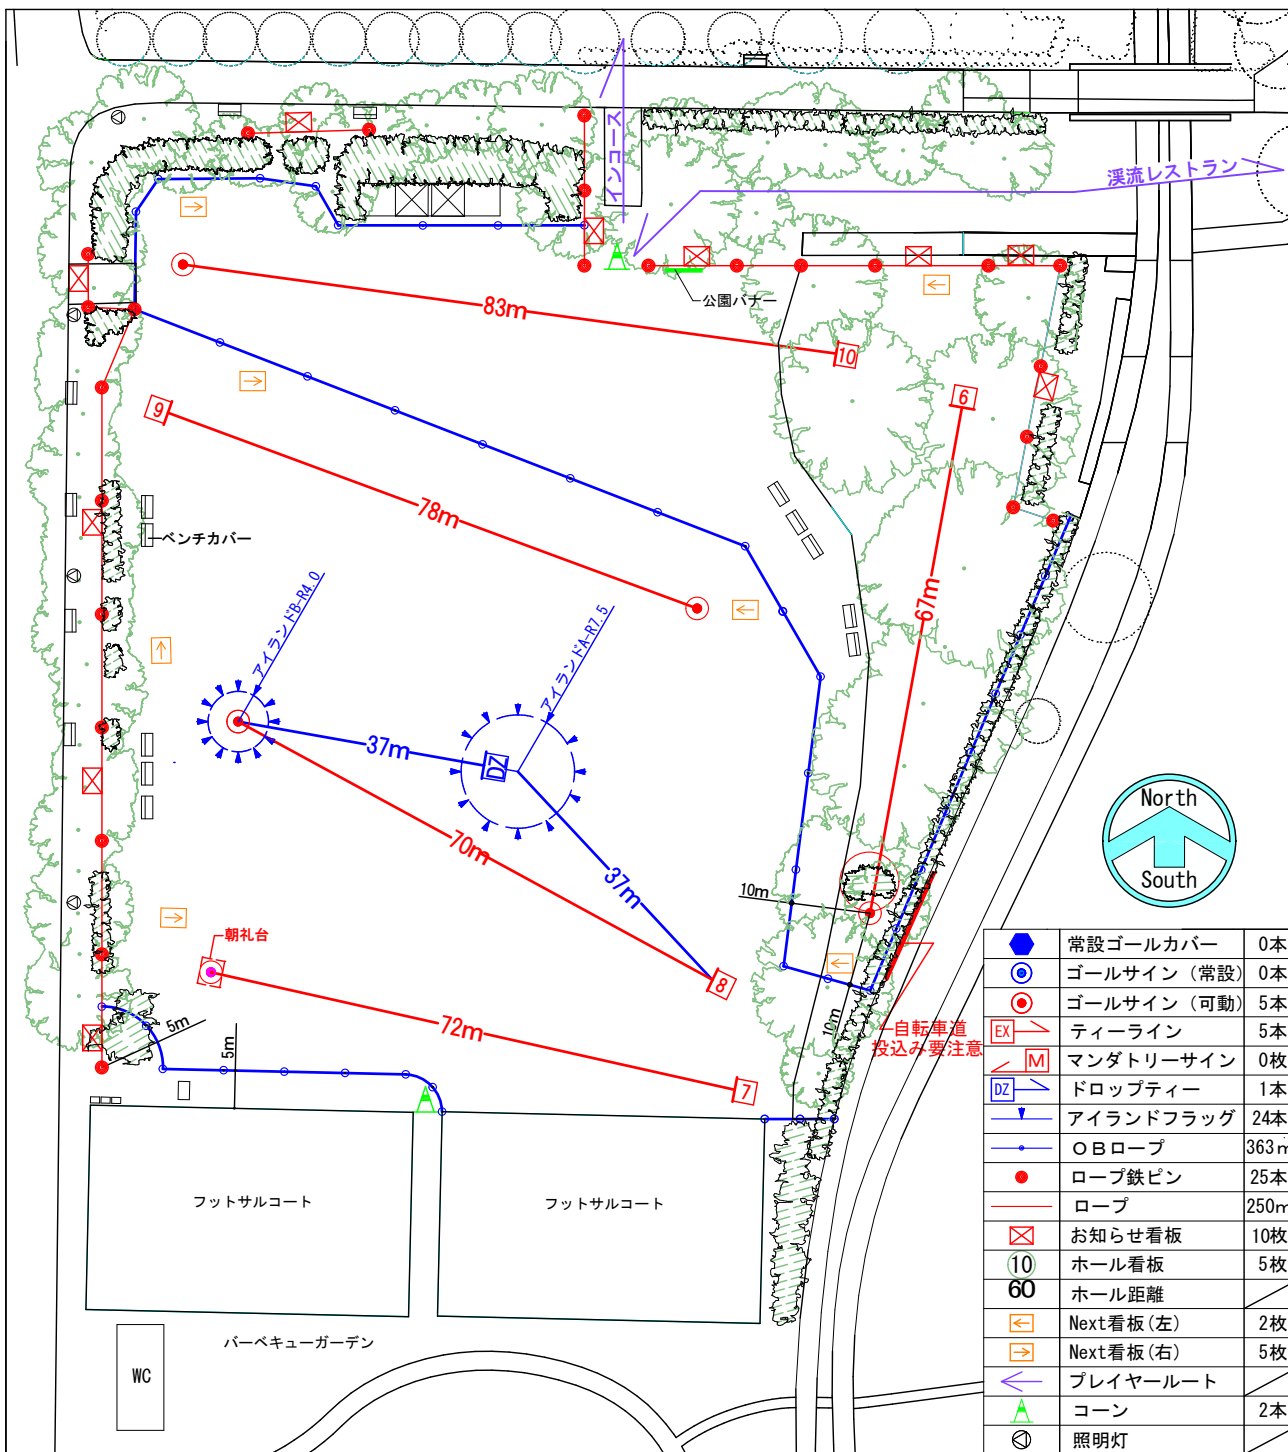 インコース
渓流レストラン
公園バナー
83m
10
6
9
78m
ベンチカバー
67m
アイランドB-R4.0
アイランドA-R7.5
37m
DZ
70m
37m
10m
North
South
朝礼台
8
72m
5m
5m
10m
自転車道
投込み要注意
7
フットサルコート
フットサルコート
バーベキューガーデン
WC
常設ゴールカバー 0本
ゴールサイン（常設） 0本
ゴールサイン（可動） 5本
EX ティーライン 5本
M マンダトリーサイン 0枚
DZ ドロップティー 1本
アイランドフラッグ 24本
ＯＢロープ 363m
ロープ鉄ピン 25本
ロープ 250m
お知らせ看板 10枚
10 ホール看板 5枚
60 ホール距離
Next看板(左) 2枚
Next看板(右) 5枚
プレイヤールート
コーン 2本
照明灯